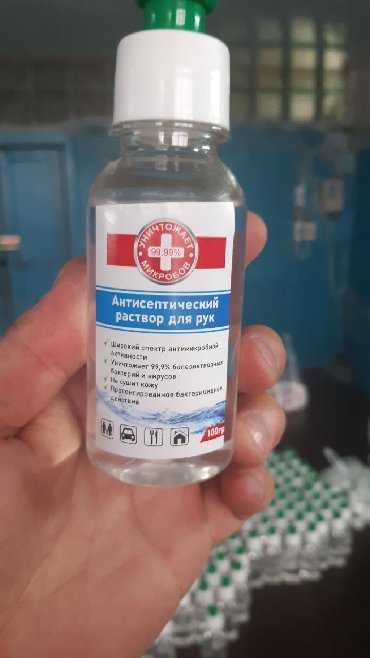 УНИЧТОЖАЕТ
99,99%
МИКРОБОВ
Антисептический
раствор для рук
✓ Широкий спектр антимикробной
активности
✓ Уничтожает 99,9% болезнетворных
бактерий и вирусов
✓ Не сушит кожу
✓ Пролонгированное бактерицидное
действие
100гр